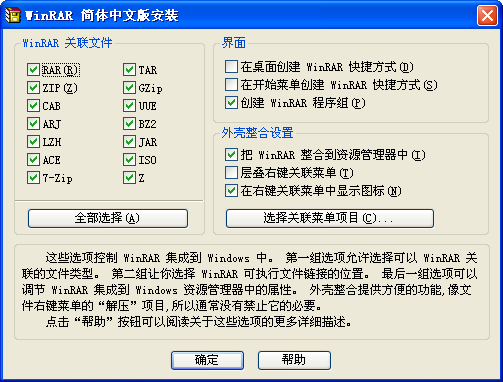 WinRAR 简体中文版安装
WinRAR 关联文件
RAR(R)
TAR
ZIP(Z)
GZip
CAB
UUE
ARJ
BZ2
LZH
JAR
ACE
ISO
7-Zip
Z
全部选择(A)
界面
在桌面创建 WinRAR 快捷方式(D)
在开始菜单创建 WinRAR 快捷方式(S)
创建 WinRAR 程序组(P)
外壳整合设置
把 WinRAR 整合到资源管理器中(I)
层叠右键关联菜单(T)
在右键关联菜单中显示图标(N)
选择关联菜单项目(C)...
这些选项控制 WinRAR 集成到 Windows 中。 第一组选项允许选择可以 WinRAR 关
联的文件类型。 第二组让你选择 WinRAR 可执行文件链接的位置。 最后一组选项可以
调节 WinRAR 集成到 Windows 资源管理器中的属性。 外壳整合提供方便的功能,像文
件右键菜单的“解压”项目,所以通常没有禁止它的必要。
点击“帮助”按钮可以阅读关于这些选项的更多详细描述。
确定
帮助